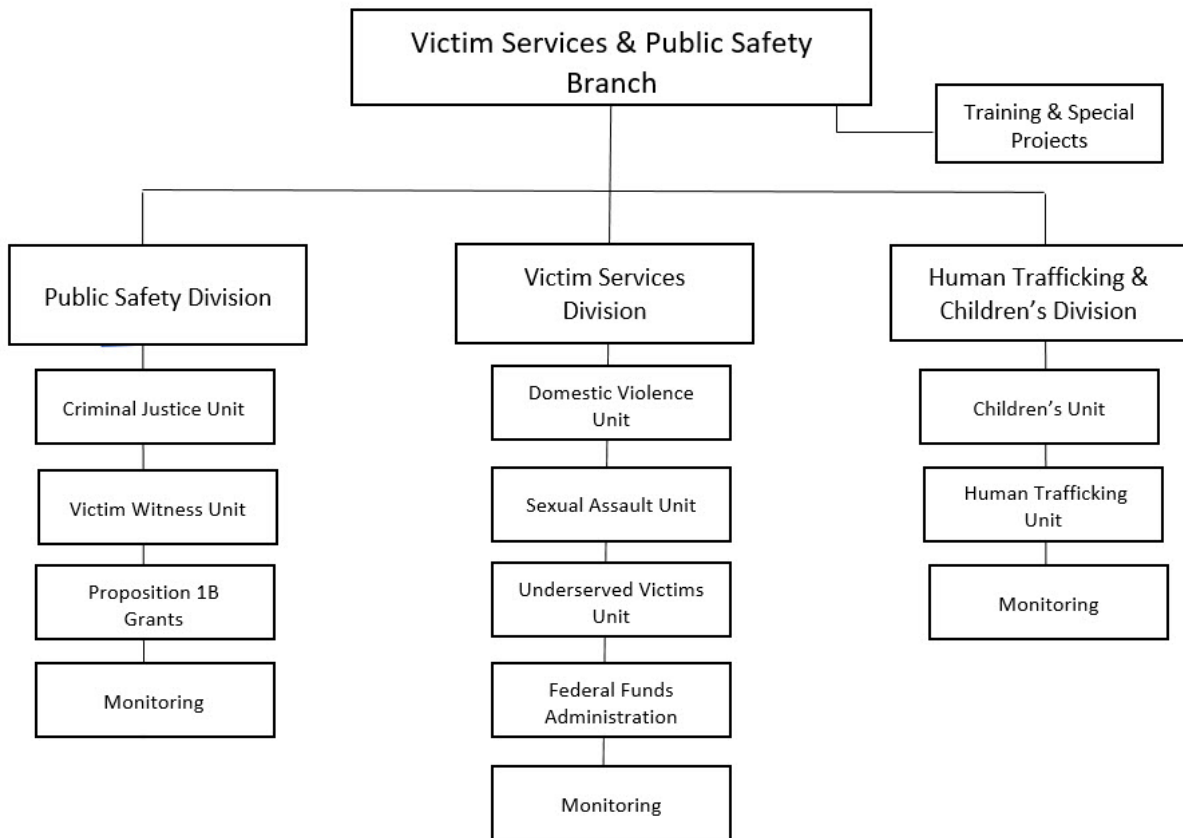 Victim Services & Public Safety
Branch
Training & Special
Projects
Public Safety Division
Victim Services
Division
Human Trafficking &
Children's Division
Criminal Justice Unit
Victim Witness Unit
Proposition 1B
Grants
Monitoring
Domestic Violence
Unit
Sexual Assault Unit
Underserved Victims
Unit
Federal Funds
Administration
Monitoring
Children's Unit
Human Trafficking
Unit
Monitoring